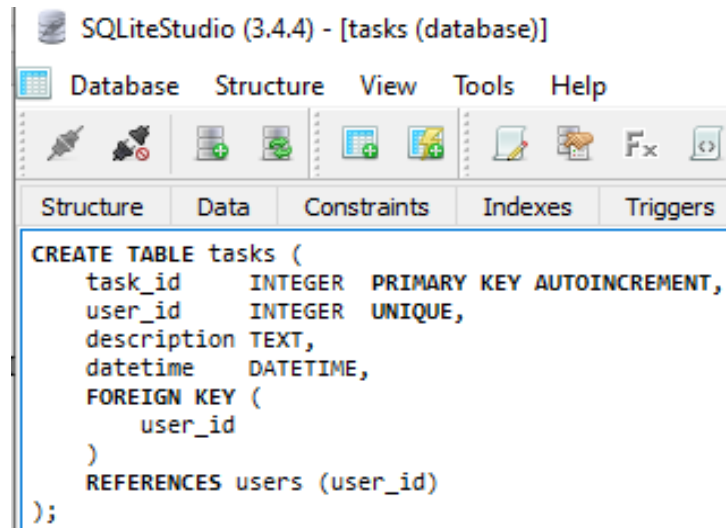 SQLiteStudio (3.4.4) - [tasks (database)]
Database Structure View Tools Help
Structure Data Constraints Indexes Triggers
CREATE TABLE tasks (
    task_id     INTEGER  PRIMARY KEY AUTOINCREMENT,
    user_id     INTEGER  UNIQUE,
    description TEXT,
    datetime    DATETIME,
    FOREIGN KEY (
        user_id
    )
    REFERENCES users (user_id)
);